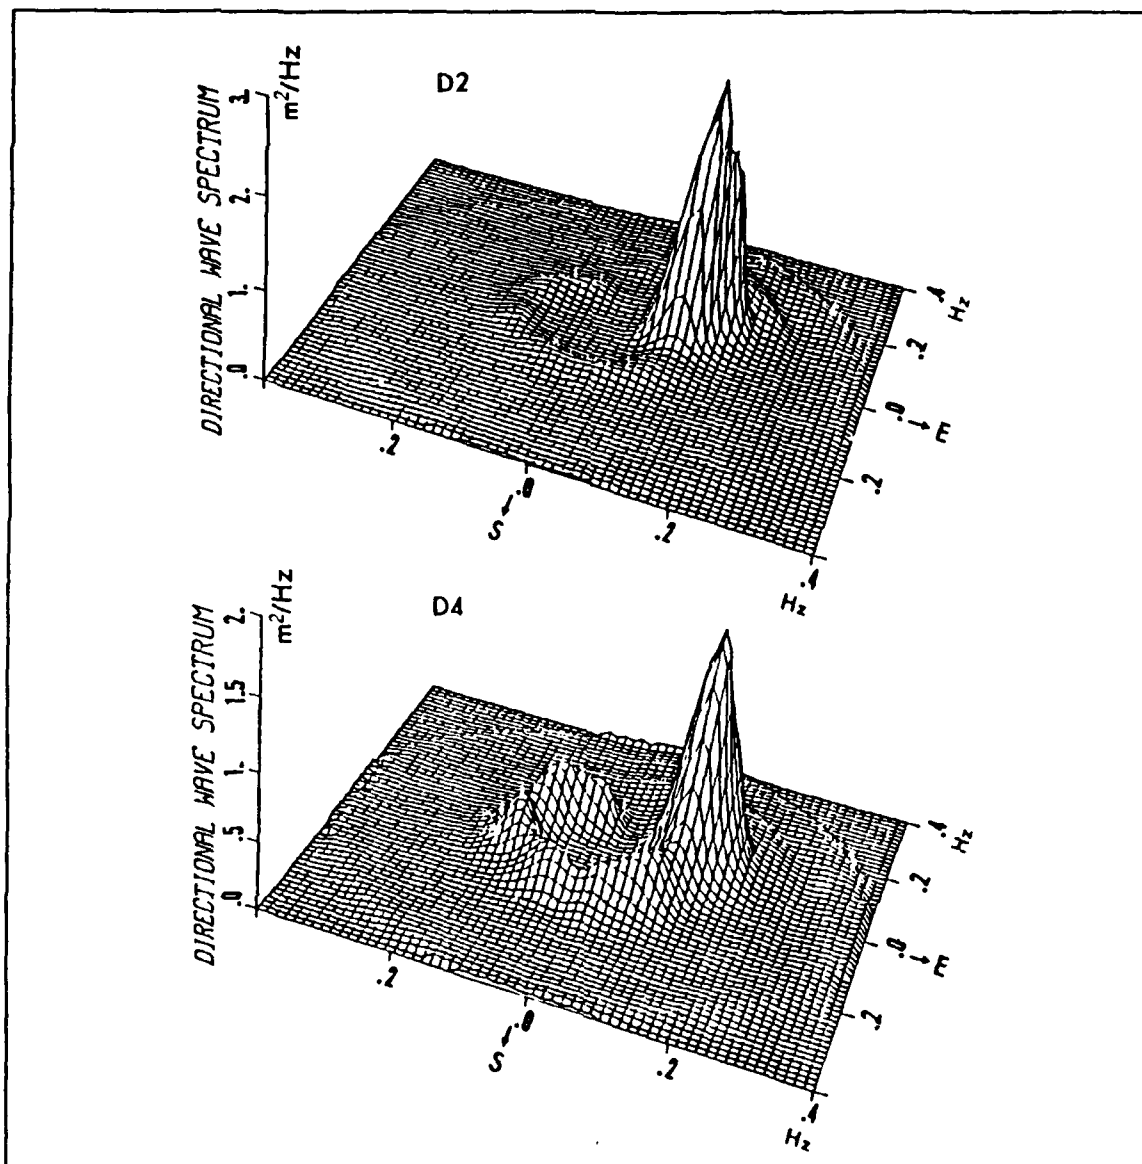 D2
m²/Hz
DIRECTIONAL WAVE SPECTRUM
3.
2.
1.
.0
.2
.0
.2
.4
Hz
S
.4
Hz
.2
.0
E
.2
D4
m²/Hz
DIRECTIONAL WAVE SPECTRUM
2.
1.5
1.
.5
.0
.2
.0
.2
.4
Hz
S
.4
Hz
.2
.0
E
.2